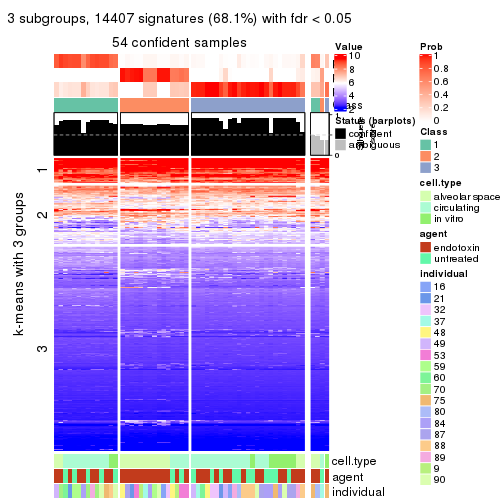 3 subgroups, 14407 signatures (68.1%) with fdr < 0.05
54 confident samples
k-means with 3 groups
1
2
3
cell.type
agent
individual
Value
10
8
6
4
2
Status (barplots)
confident
ambiguous
0
Prob
1
0.8
0.6
0.4
0.2
0
Class
1
2
3
cell.type
alveolar space
circulating
in vitro
agent
endotoxin
untreated
individual
16
21
32
37
48
49
53
59
60
70
75
80
84
87
88
89
9
90